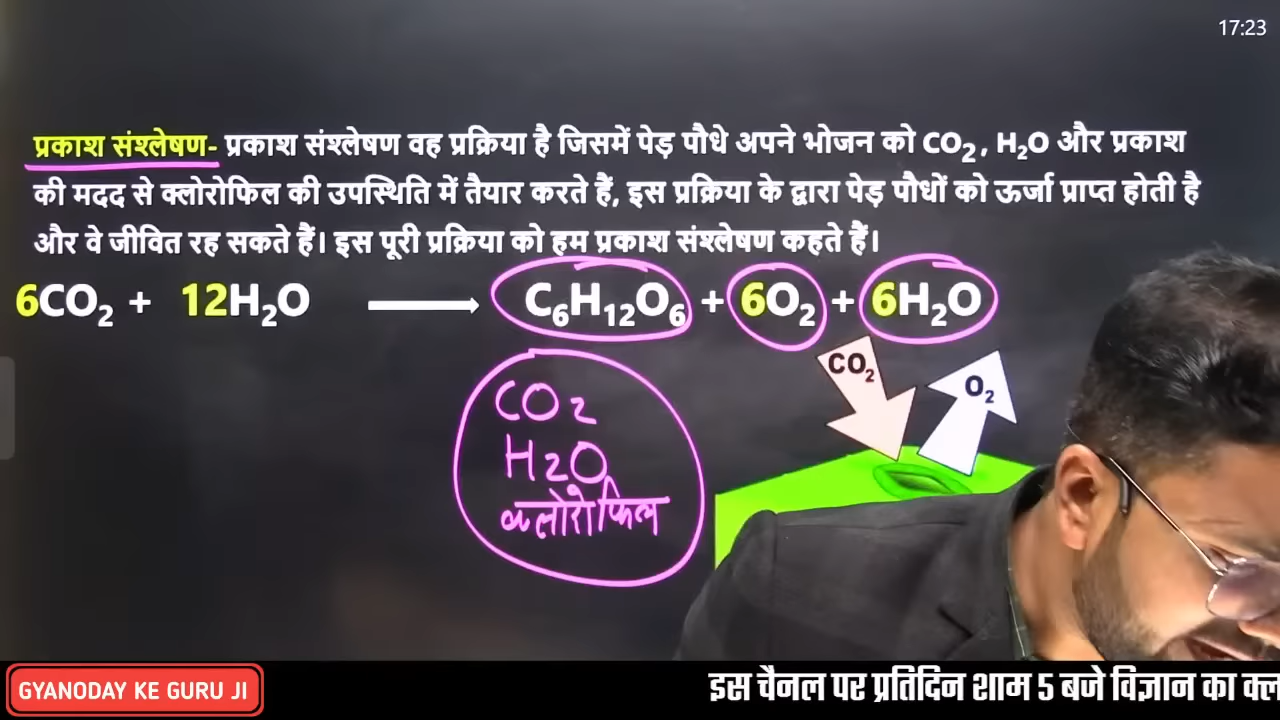 17:23
प्रकाश संश्लेषण- प्रकाश संश्लेषण वह प्रक्रिया है जिसमें पेड़ पौधे अपने भोजन को CO₂, H₂O और प्रकाश
की मदद से क्लोरोफिल की उपस्थिति में तैयार करते हैं, इस प्रक्रिया के द्वारा पेड़ पौधों को ऊर्जा प्राप्त होती है
और वे जीवित रह सकते हैं। इस पूरी प्रक्रिया को हम प्रकाश संश्लेषण कहते हैं।
6CO₂ + 12H₂O ⟶ C₆H₁₂O₆ + 6O₂ + 6H₂O
CO₂ O₂
CO₂
H₂O
क्लोरोफिल
GYANODAY KE GURU JI
इस चैनल पर प्रतिदिन शाम 5 बजे विज्ञान का